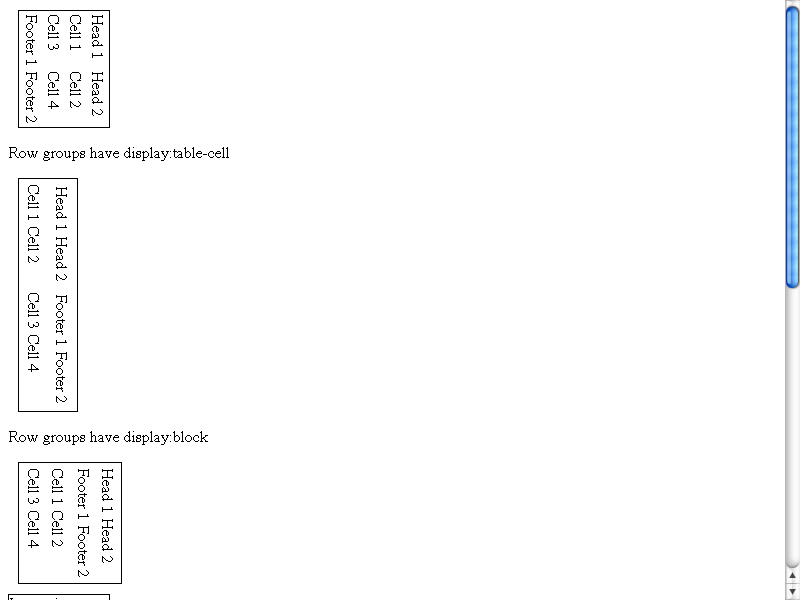 Head 1 Head 2
Cell 1 Cell 2
Cell 3 Cell 4
Footer 1 Footer 2
Row groups have display:table-cell
Head 1 Head 2 Footer 1 Footer 2
Cell 1 Cell 2 Cell 3 Cell 4
Row groups have display:block
Head 1 Head 2
Footer 1 Footer 2
Cell 1 Cell 2
Cell 3 Cell 4